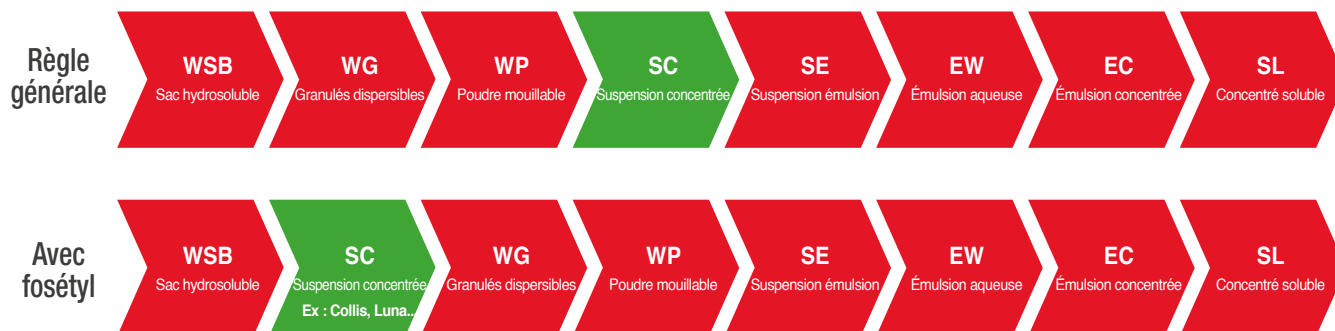 Règle
générale
WSB
Sac hydrosoluble
WG
Granulés dispersibles
WP
Poudre mouillable
SC
Suspension concentrée
SE
Suspension émulsion
EW
Émulsion aqueuse
EC
Émulsion concentrée
SL
Concentré soluble
Avec
fosétyl
WSB
Sac hydrosoluble
SC
Suspension concentrée
Ex : Collis, Luna...
WG
Granulés dispersibles
WP
Poudre mouillable
SE
Suspension émulsion
EW
Émulsion aqueuse
EC
Émulsion concentrée
SL
Concentré soluble